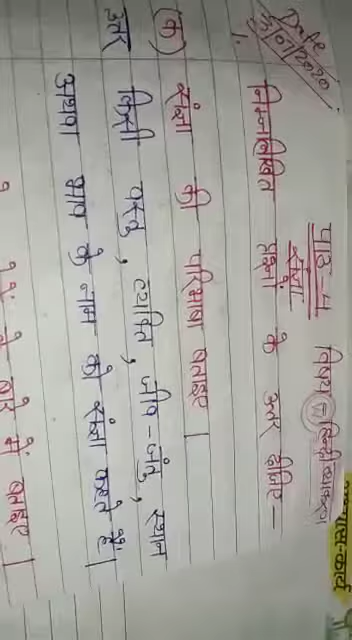 Date
पाठ-4 विषय हिन्दी व्याकरण
संज्ञा
1. निम्नलिखित प्रश्नों के उत्तर दीजिए -
(क) संज्ञा की परिभाषा बताइए |
उत्तर किसी वस्तु, व्यक्ति, जीव-जंतु, स्थान
अथवा भाव के नाम को संज्ञा कहते हैं |
के बारे में बताइए |